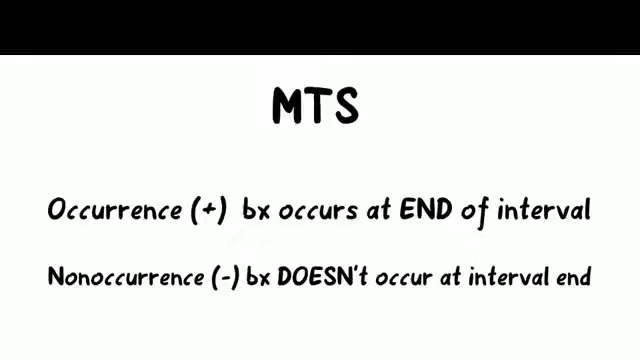 MTS
Occurrence (+) bx occurs at END of interval
Nonoccurrence (-) bx DOESN't occur at interval end